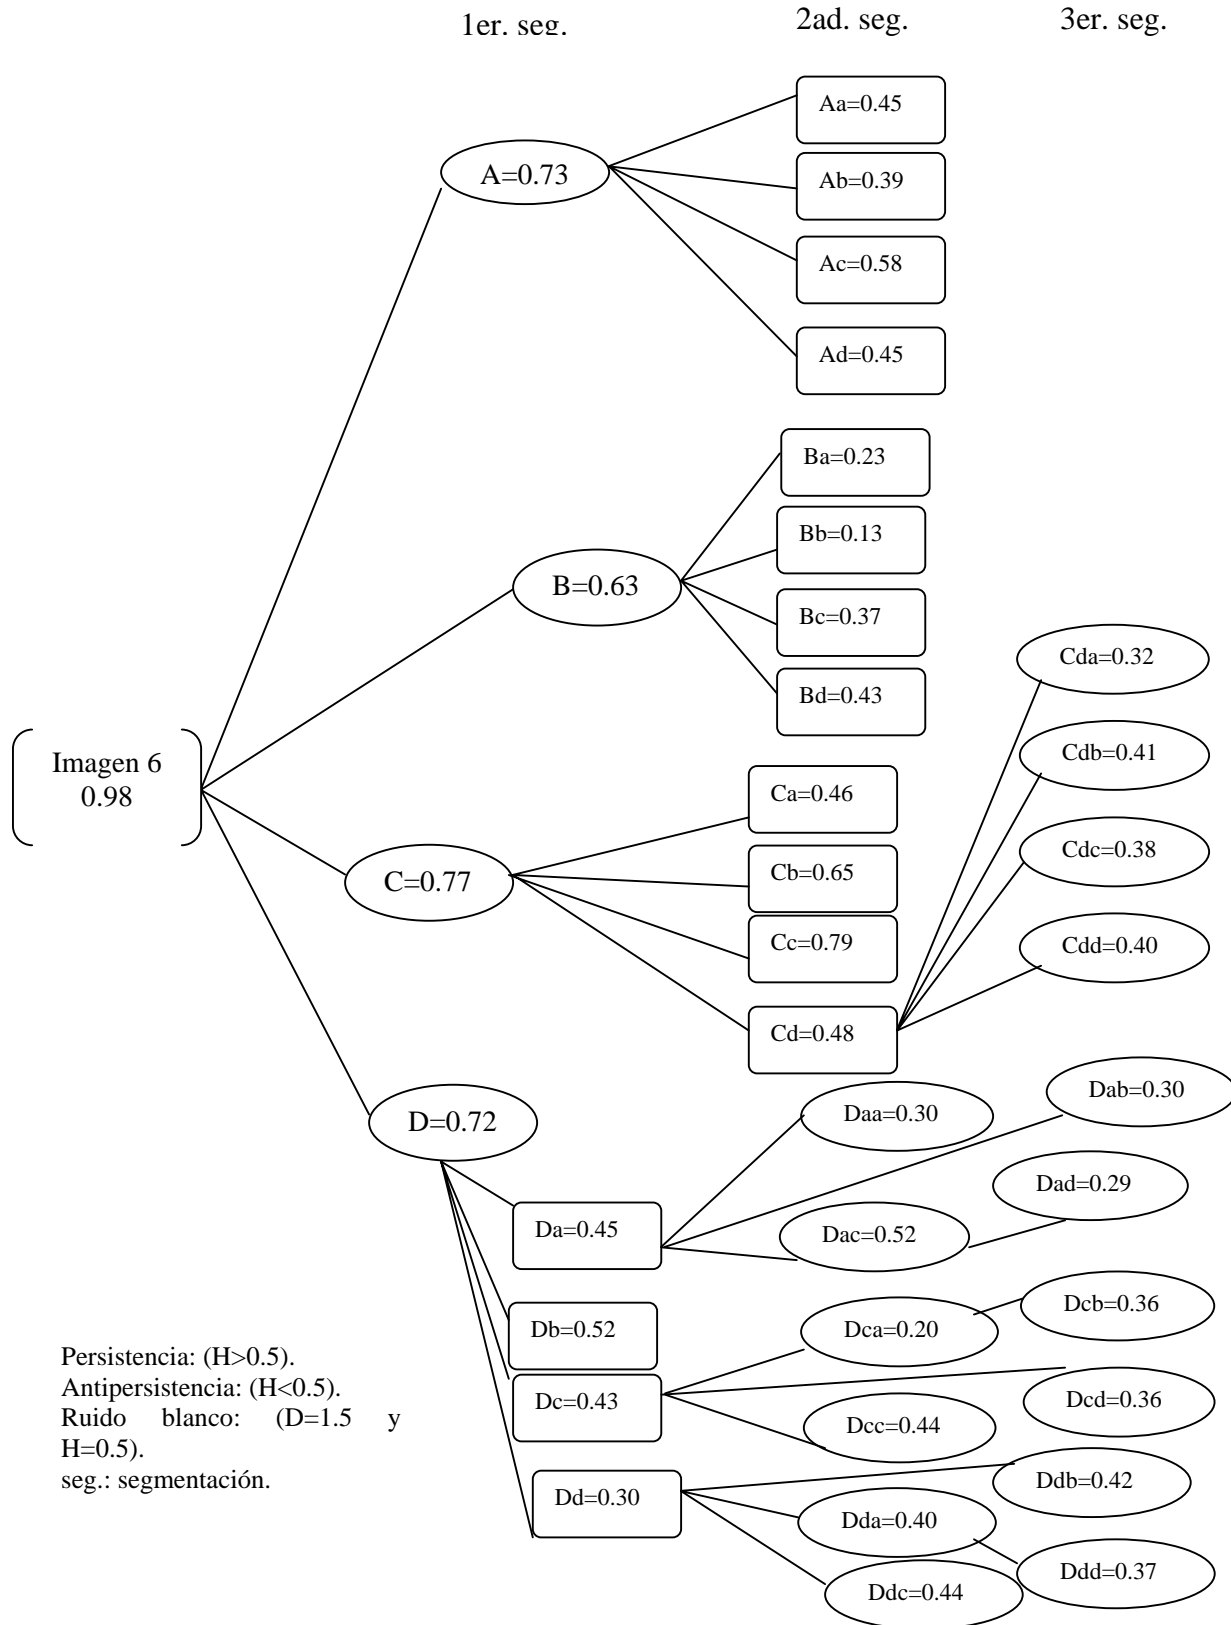 1er. seg.
2ad. seg.
3er. seg.
Aa=0.45
A=0.73
Ab=0.39
Ac=0.58
Ad=0.45
Ba=0.23
Bb=0.13
B=0.63
Bc=0.37
Bd=0.43
Cda=0.32
Imagen 6
0.98
Cdb=0.41
Ca=0.46
Cb=0.65
C=0.77
Cdc=0.38
Cc=0.79
Cdd=0.40
Cd=0.48
D=0.72
Daa=0.30
Dab=0.30
Da=0.45
Dac=0.52
Dad=0.29
Db=0.52
Dca=0.20
Dcb=0.36
Dc=0.43
Dcc=0.44
Dcd=0.36
Dd=0.30
Ddb=0.42
Dda=0.40
Ddd=0.37
Ddc=0.44
Persistencia: (H>0.5).
Antipersistencia: (H<0.5).
Ruido blanco: (D=1.5 y
H=0.5).
seg.: segmentación.